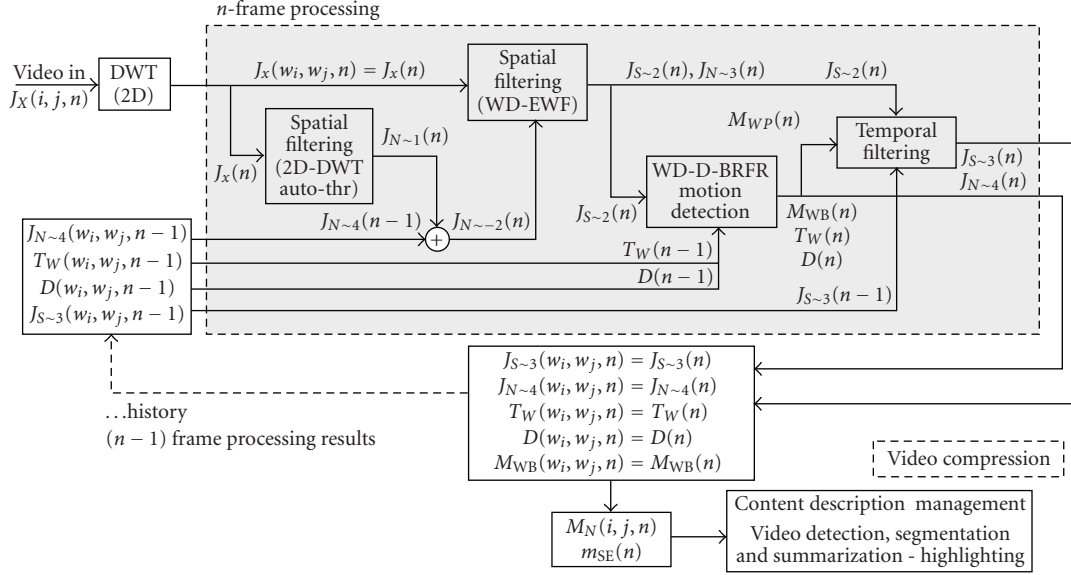 n-frame processing
Video in
J_X(i, j, n)
DWT
(2D)
J_x(w_i, w_j, n) = J_x(n)
Spatial
filtering
(WD-EWF)
J_{S~2}(n), J_{N~3}(n)
J_{S~2}(n)
J_x(n)
Spatial
filtering
(2D-DWT
auto-thr)
J_{N~1}(n)
M_{WP}(n)
Temporal
filtering
J_{S~3}(n)
J_{N~4}(n)
J_{S~2}(n)
WD-D-BRFR
motion
detection
M_{WB}(n)
T_W(n)
D(n)
J_{N~4}(n − 1)
+
J_{N~−2}(n)
T_W(n − 1)
D(n − 1)
J_{S~3}(n − 1)
J_{N~4}(w_i, w_j, n − 1)
T_W(w_i, w_j, n − 1)
D(w_i, w_j, n − 1)
J_{S~3}(w_i, w_j, n − 1)
...history
(n − 1) frame processing results
J_{S~3}(w_i, w_j, n) = J_{S~3}(n)
J_{N~4}(w_i, w_j, n) = J_{N~4}(n)
T_W(w_i, w_j, n) = T_W(n)
D(w_i, w_j, n) = D(n)
M_{WB}(w_i, w_j, n) = M_{WB}(n)
Video compression
M_N(i, j, n)
m_{SE}(n)
Content description management
Video detection, segmentation
and summarization - highlighting